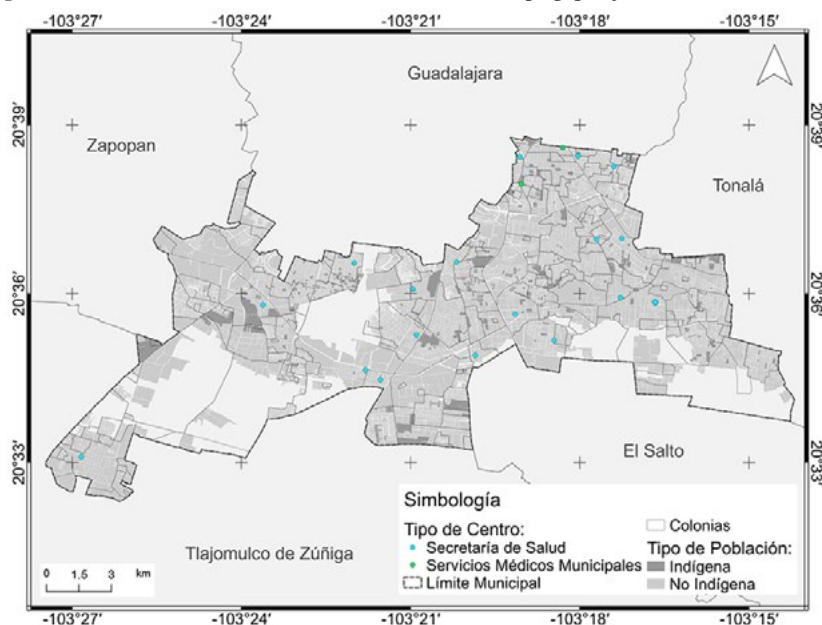 -103°27' -103°24' -103°21' -103°18' -103°15'
Guadalajara
20°39' 20°39'
Zapopan
Tonalá
20°36' 20°36'
20°33' 20°33'
El Salto
Tlajomulco de Zúñiga
Simbología
Tipo de Centro:
Secretaría de Salud
Servicios Médicos Municipales
Límite Municipal
Colonias
Tipo de Población:
Indígena
No Indígena
0 1,5 3 km
-103°27' -103°24' -103°21' -103°18' -103°15'